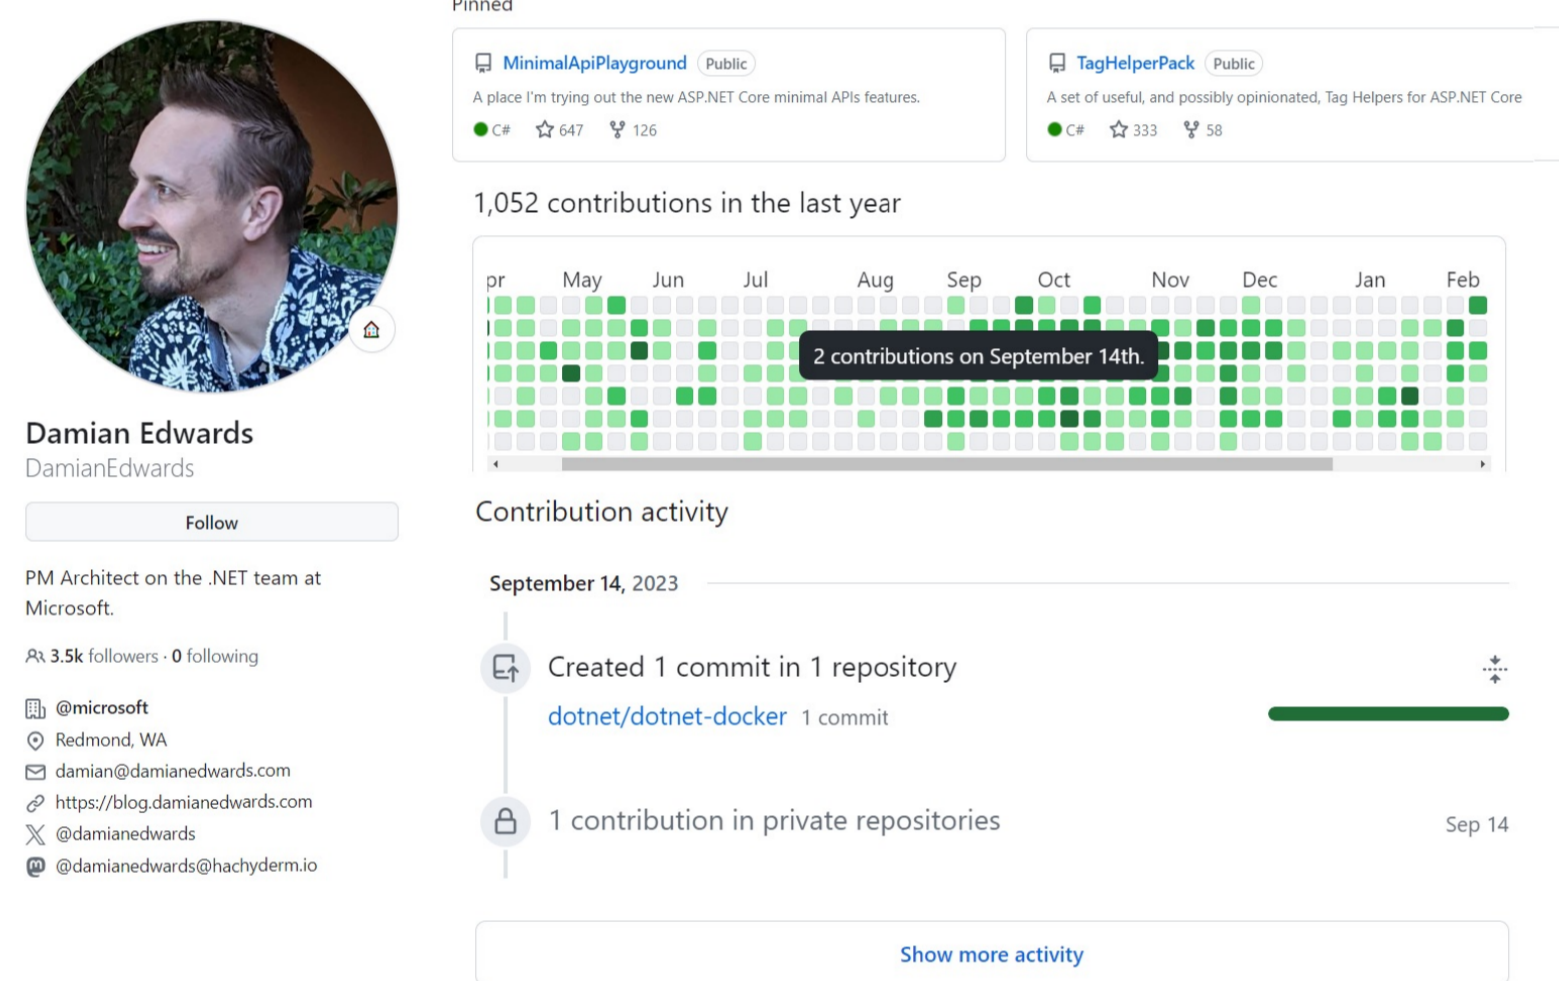 Pinned
MinimalApiPlayground Public
A place I'm trying out the new ASP.NET Core minimal APIs features.
C# 647 126
TagHelperPack Public
A set of useful, and possibly opinionated, Tag Helpers for ASP.NET Core
C# 333 58
1,052 contributions in the last year
pr May Jun Jul Aug Sep Oct Nov Dec Jan Feb
2 contributions on September 14th.
Damian Edwards
DamianEdwards
Follow
PM Architect on the .NET team at
Microsoft.
3.5k followers · 0 following
@microsoft
Redmond, WA
damian@damianedwards.com
https://blog.damianedwards.com
@damianedwards
@damianedwards@hachyderm.io
Contribution activity
September 14, 2023
Created 1 commit in 1 repository
dotnet/dotnet-docker 1 commit
1 contribution in private repositories
Sep 14
Show more activity